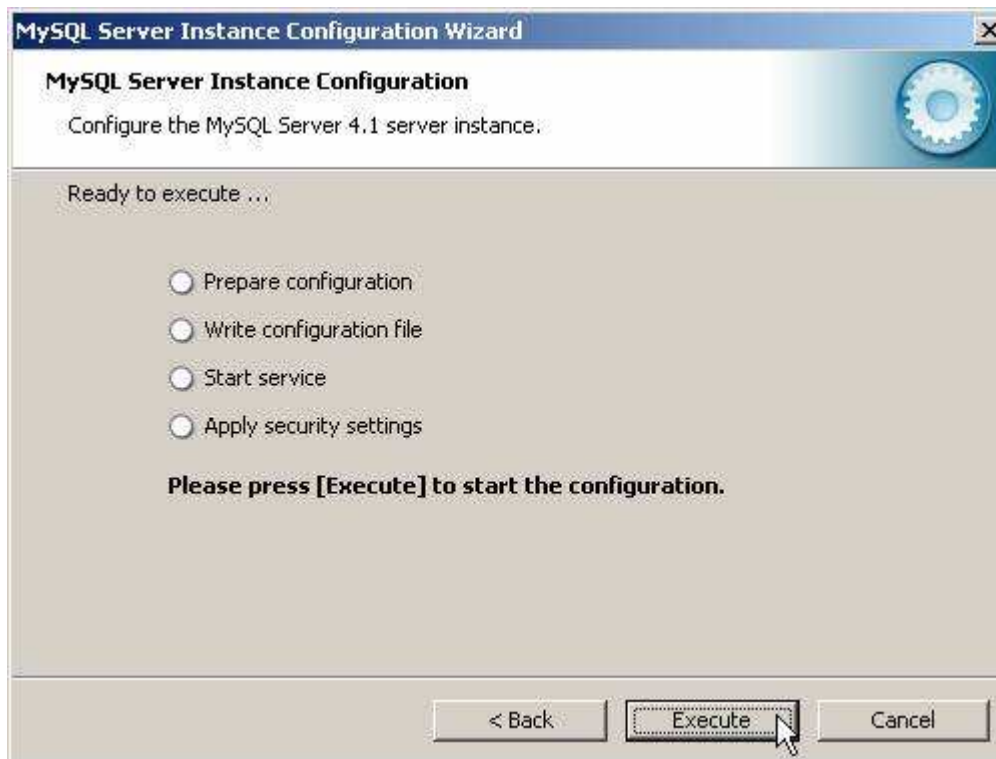 MySQL Server Instance Configuration Wizard
MySQL Server Instance Configuration
Configure the MySQL Server 4.1 server instance.
Ready to execute ...
Prepare configuration
Write configuration file
Start service
Apply security settings
Please press [Execute] to start the configuration.
< Back
Execute
Cancel